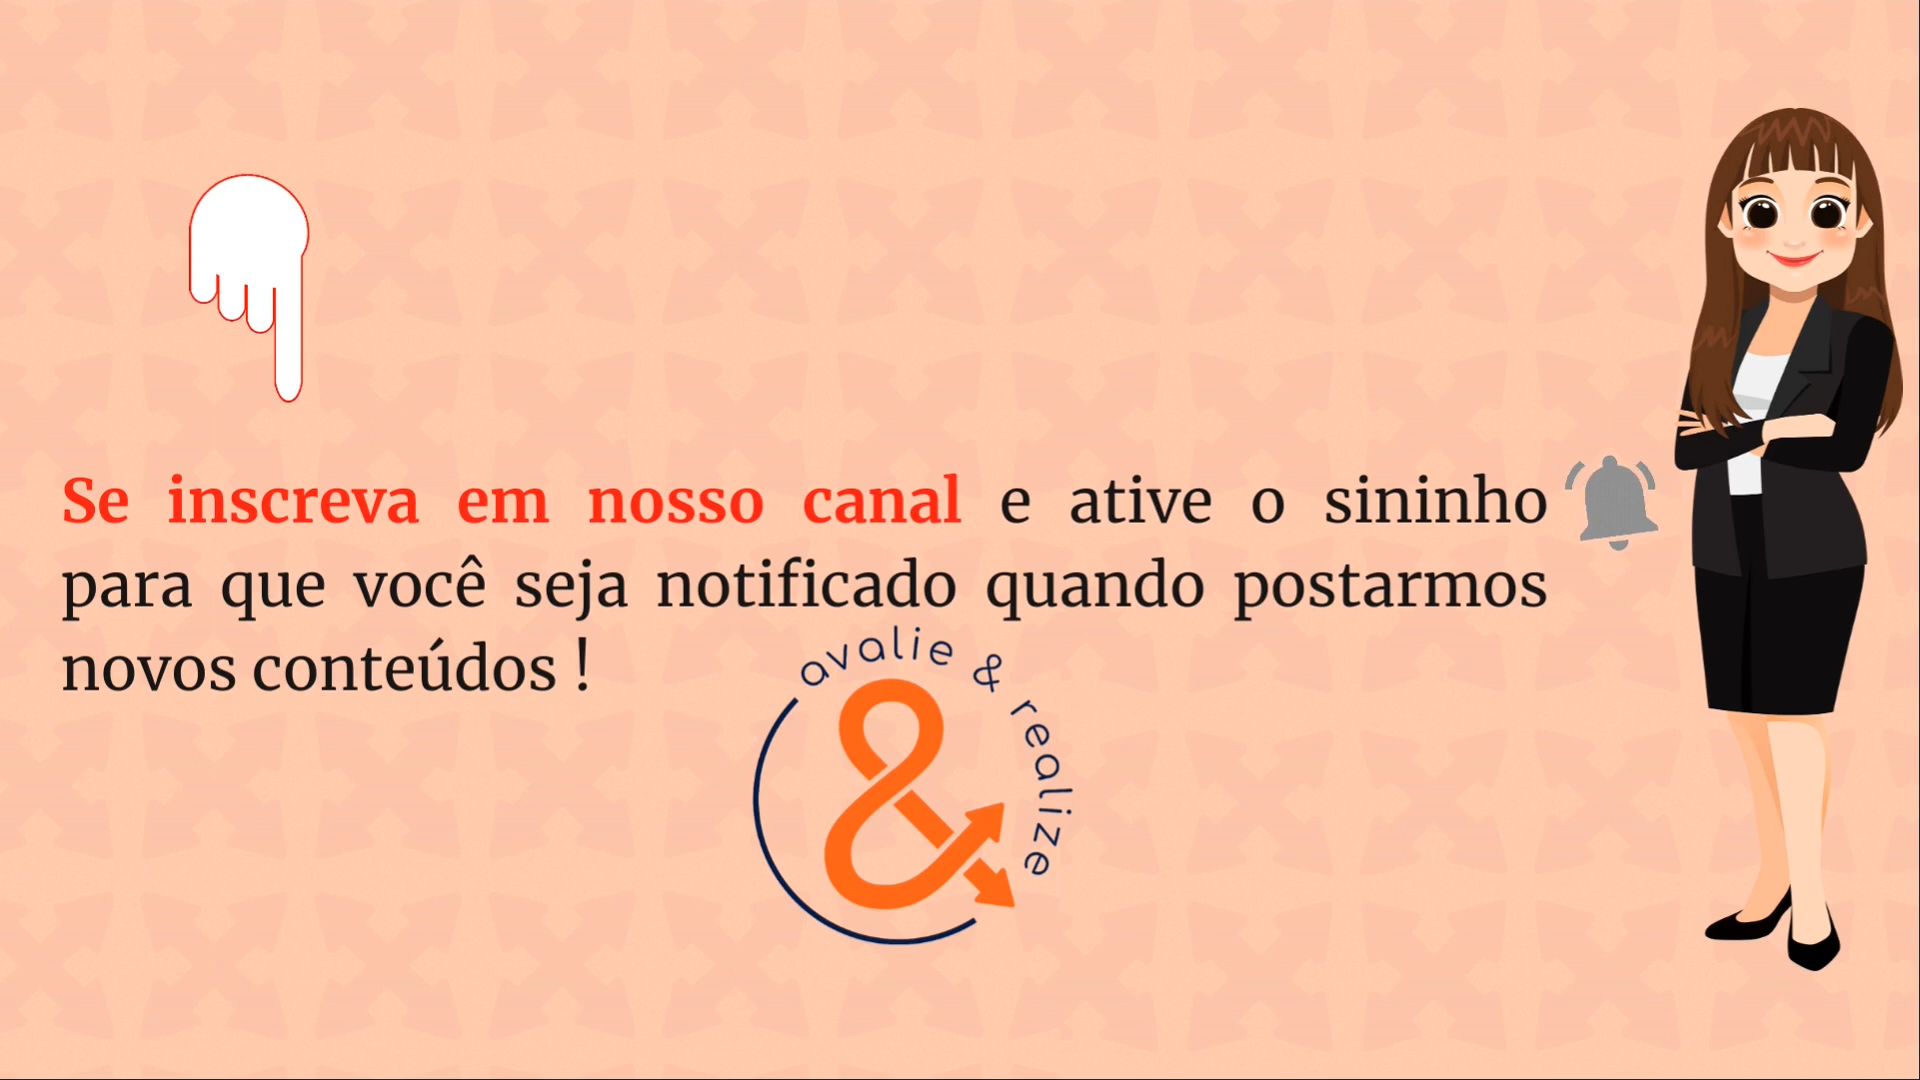 Se inscreva em nosso canal e ative o sininho
para que você seja notificado quando postarmos
novos conteúdos !
avalie & realize
&